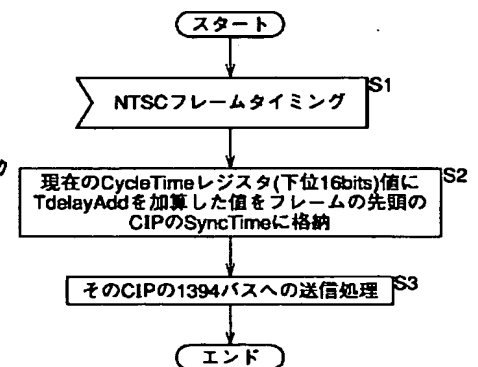 スタート
NTSCフレームタイミング
S1
現在のCycleTimeレジスタ(下位16bits)値に
TdelayAddを加算した値をフレームの先頭の
CIPのSyncTimeに格納
S2
そのCIPの1394バスへの送信処理
S3
エンド